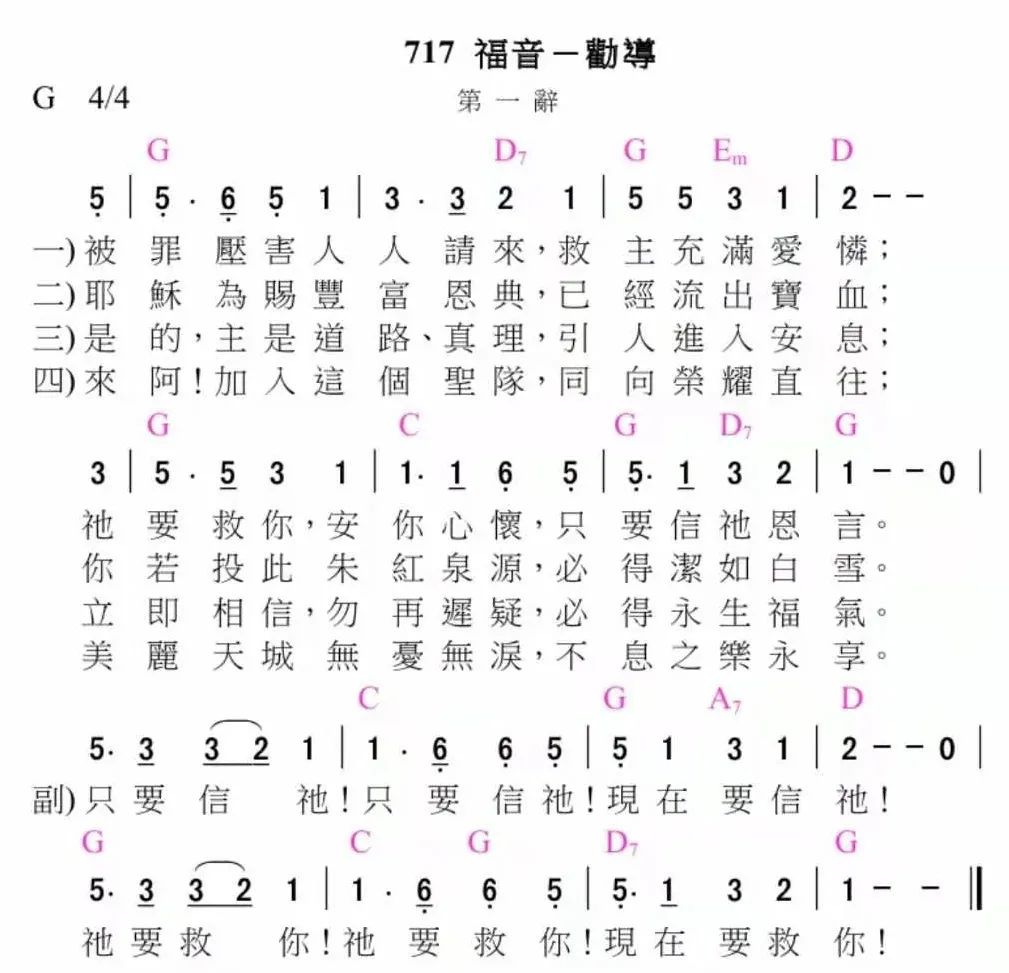 717 福音－勸導
G 4/4 第一辭
G D7 G Em D
5 | 5 . 6 5 1 | 3 . 3 2 1 | 5 5 3 1 | 2 - -
一) 被罪壓害人人請來，救主充滿愛憐；
二) 耶穌為賜豐富恩典，已經流出寶血；
三) 是的，主是道路、真理，引人進入安息；
四) 來阿！加入這個聖隊，同向榮耀直往；
G C G D7 G
3 | 5 . 5 3 1 | 1 . 1 6 5 | 5 . 1 3 2 | 1 - - 0 |
祂要救你，安你心懷，只要信祂恩言。
你若投此朱紅泉源，必得潔如白雪。
立即相信，勿再遲疑，必得永生福氣。
美麗天城無憂無淚，不息之樂永享。
C G A7 D
5 . 3 3 2 1 | 1 . 6 6 5 | 5 1 3 1 | 2 - - 0 |
副) 只要信祂！只要信祂！現在要信祂！
G C G D7 G
5 . 3 3 2 1 | 1 . 6 6 5 | 5 . 1 3 2 | 1 - - ‖
祂要救你！祂要救你！現在要救你！